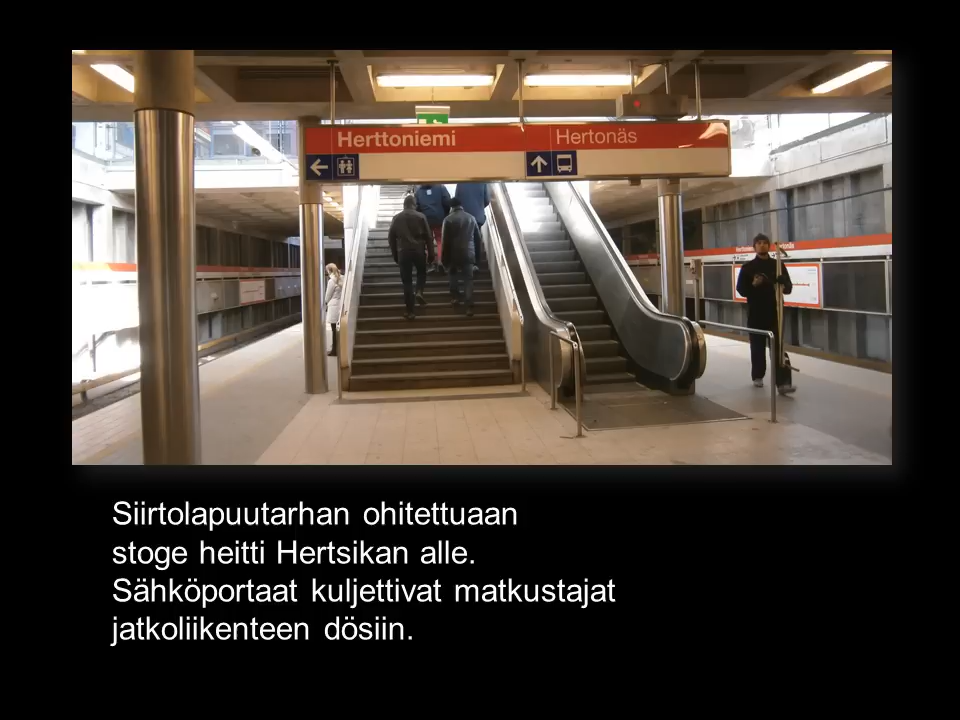 Herttoniemi Hertonäs
Siirtolapuutarhan ohitettuaan
stoge heitti Hertsikan alle.
Sähköportaat kuljettivat matkustajat
jatkoliikenteen dösiin.